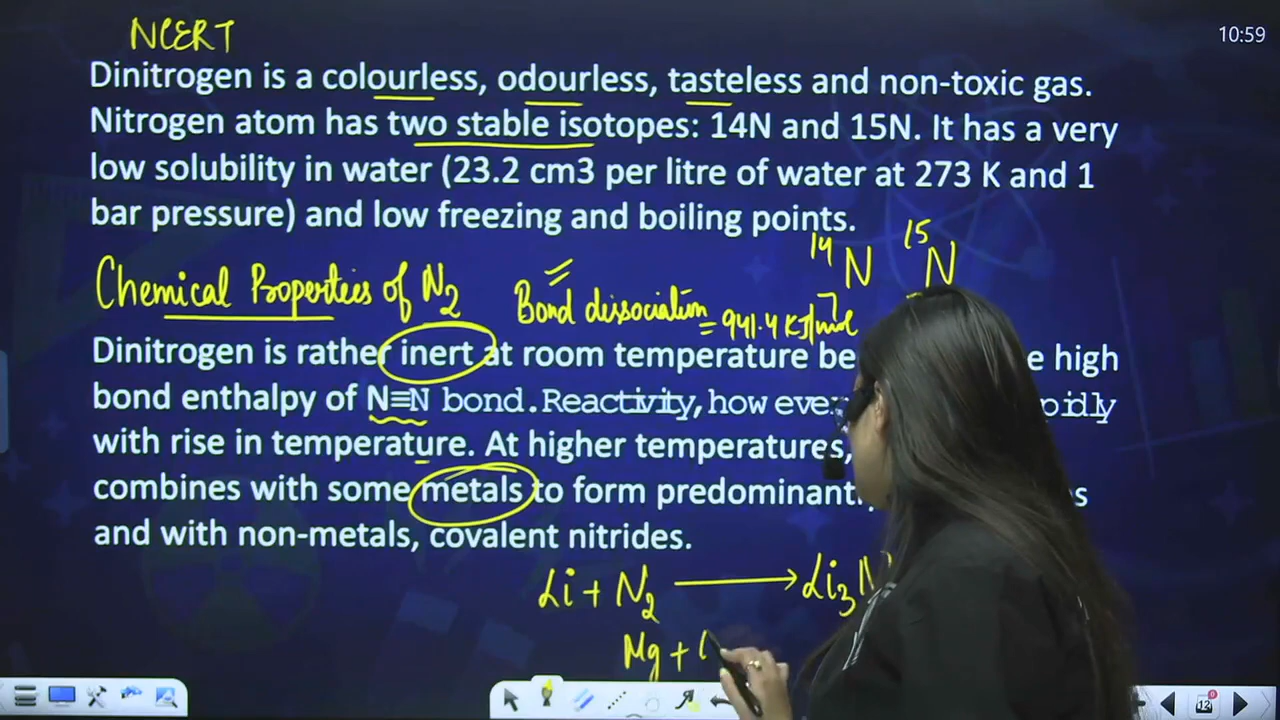 NCERT
10:59
Dinitrogen is a colourless, odourless, tasteless and non-toxic gas.
Nitrogen atom has two stable isotopes: 14N and 15N. It has a very
low solubility in water (23.2 cm3 per litre of water at 273 K and 1
bar pressure) and low freezing and boiling points.
14N 15N
Chemical Properties of N2
Bond dissociation = 941.4 KJ/mol
Dinitrogen is rather inert at room temperature high
bond enthalpy of N≡N bond. Reactivity, how
with rise in temperature. At higher temperatures,
combines with some metals to form
and with non-metals, covalent nitrides.
Li + N2 → Li3
Mg +
12